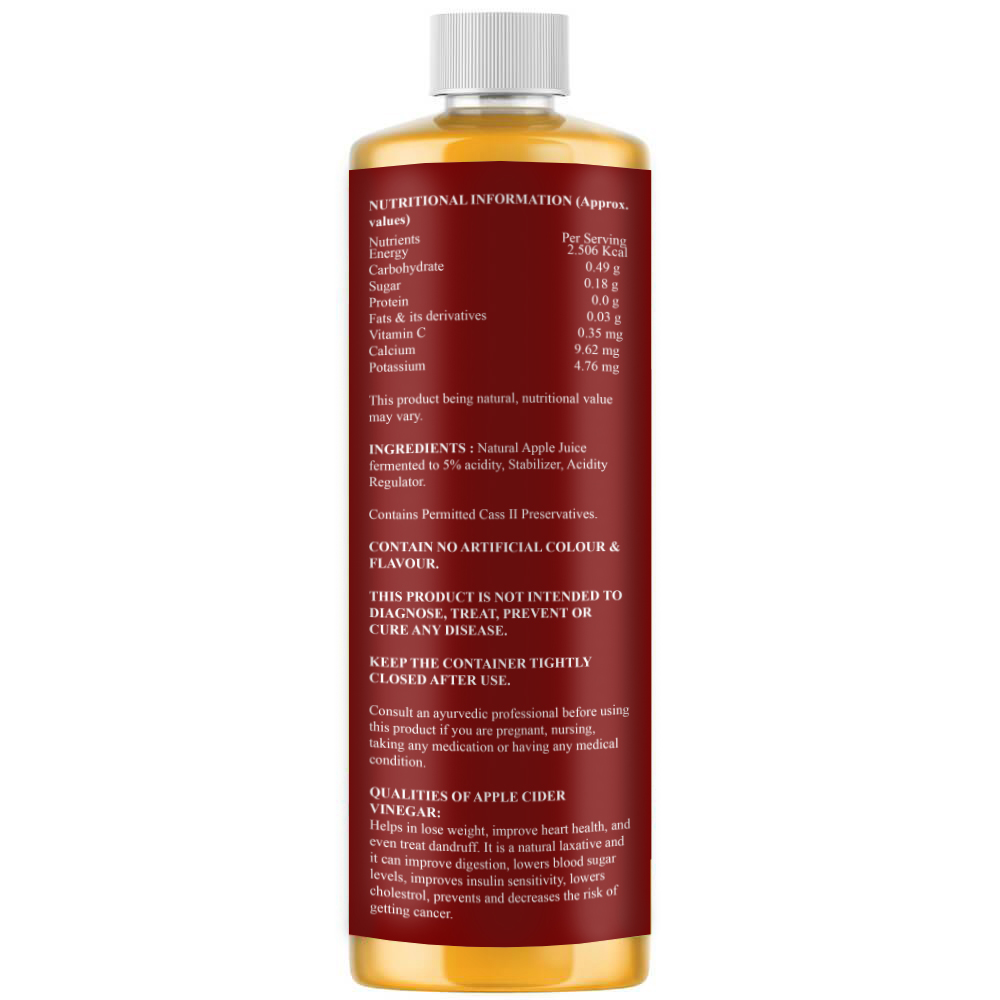 NUTRITIONAL INFORMATION (Approx.
values)
Nutrients Per Serving
Energy 2.506 Kcal
Carbohydrate 0.49 g
Sugar 0.18 g
Protein 0.0 g
Fats & its derivatives 0.03 g
Vitamin C 0.35 mg
Calcium 9.62 mg
Potassium 4.76 mg
This product being natural, nutritional value
may vary.
INGREDIENTS : Natural Apple Juice
fermented to 5% acidity, Stabilizer, Acidity
Regulator.
Contains Permitted Cass II Preservatives.
CONTAIN NO ARTIFICIAL COLOUR &
FLAVOUR.
THIS PRODUCT IS NOT INTENDED TO
DIAGNOSE, TREAT, PREVENT OR
CURE ANY DISEASE.
KEEP THE CONTAINER TIGHTLY
CLOSED AFTER USE.
Consult an ayurvedic professional before using
this product if you are pregnant, nursing,
taking any medication or having any medical
condition.
QUALITIES OF APPLE CIDER
VINEGAR:
Helps in lose weight, improve heart health, and
even treat dandruff. It is a natural laxative and
it can improve digestion, lowers blood sugar
levels, improves insulin sensitivity, lowers
cholestrol, prevents and decreases the risk of
getting cancer.